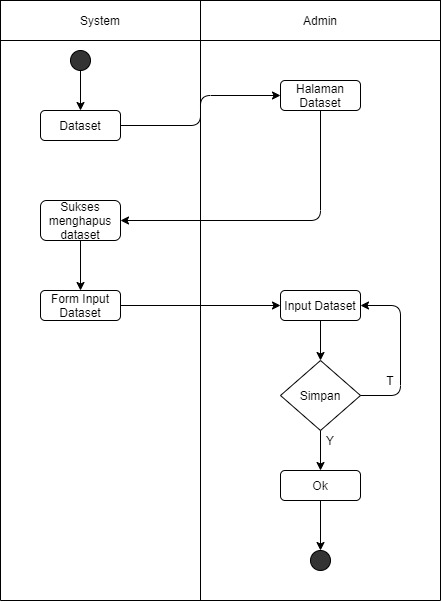 System
Admin
Halaman
Dataset
Dataset
Sukses
menghapus
dataset
Form Input
Dataset
Input Dataset
Simpan
T
Y
Ok